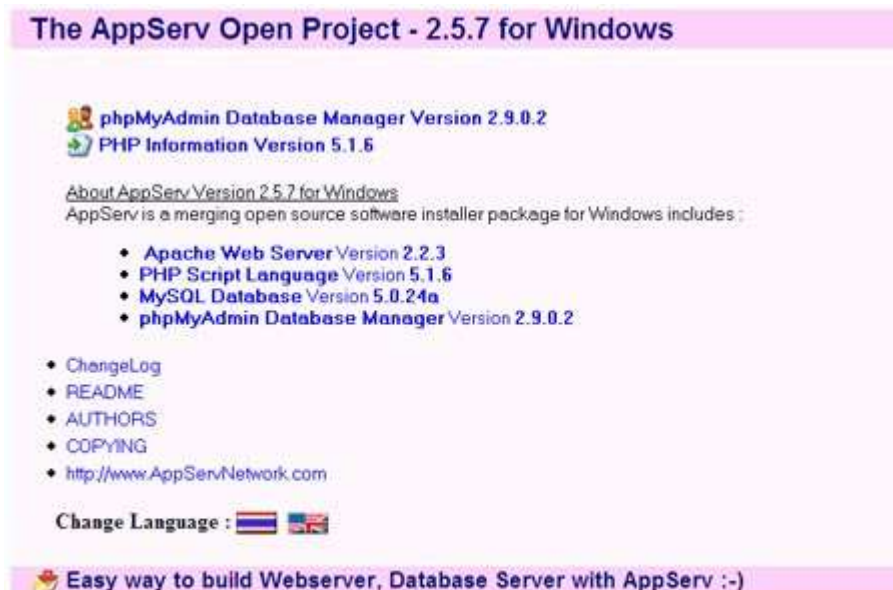 The AppServ Open Project - 2.5.7 for Windows
phpMyAdmin Database Manager Version 2.9.0.2
PHP Information Version 5.1.6
About AppServ Version 2.5.7 for Windows
AppServ is a merging open source software installer package for Windows includes :
Apache Web Server Version 2.2.3
PHP Script Language Version 5.1.6
MySQL Database Version 5.0.24a
phpMyAdmin Database Manager Version 2.9.0.2
ChangeLog
README
AUTHORS
COPYING
http://www.AppServNetwork.com
Change Language :
Easy way to build Webserver, Database Server with AppServ :-)